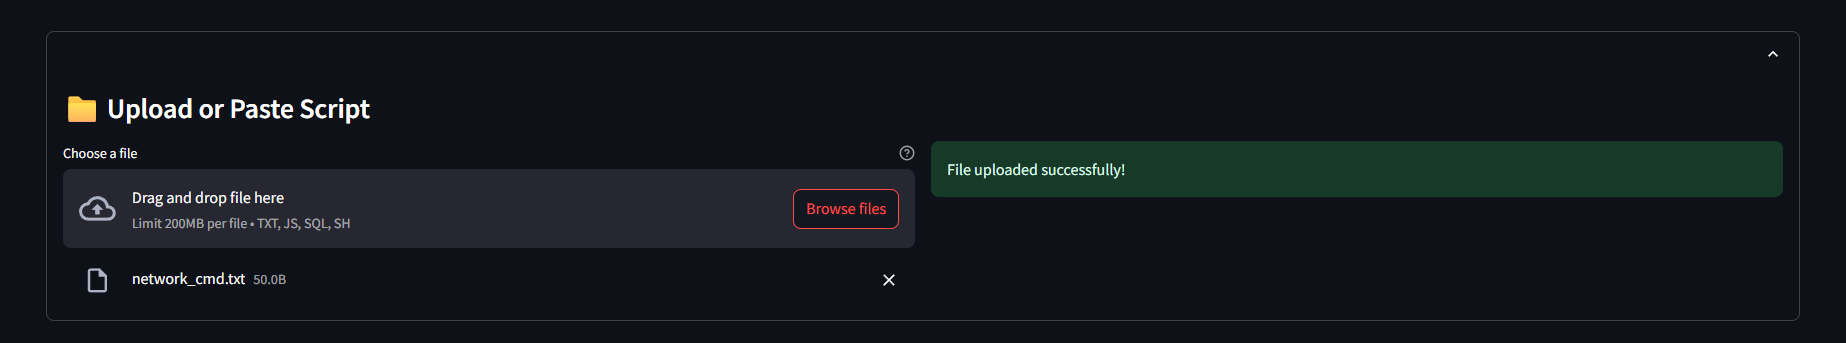 Upload or Paste Script
Choose a file
Drag and drop file here
Limit 200MB per file • TXT, JS, SQL, SH
Browse files
network_cmd.txt 50.0B
File uploaded successfully!